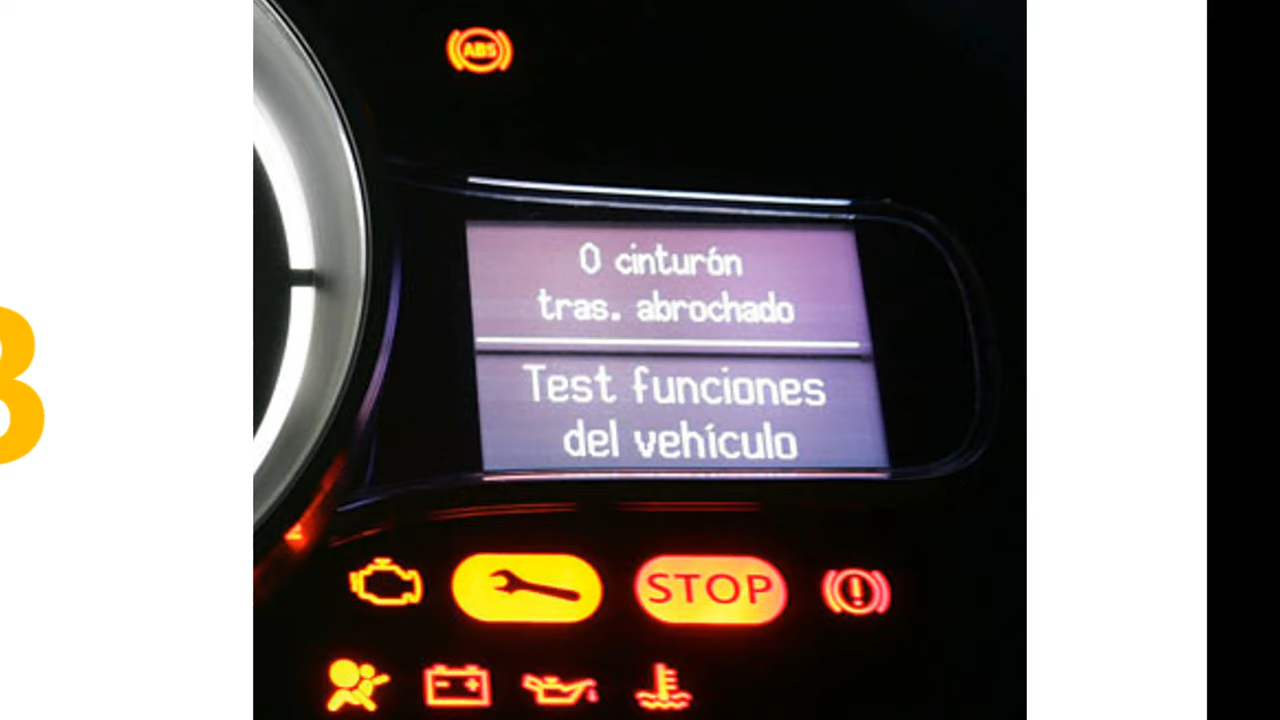 ABS
0 cinturón
tras. abrochado
Test funciones
del vehículo
STOP